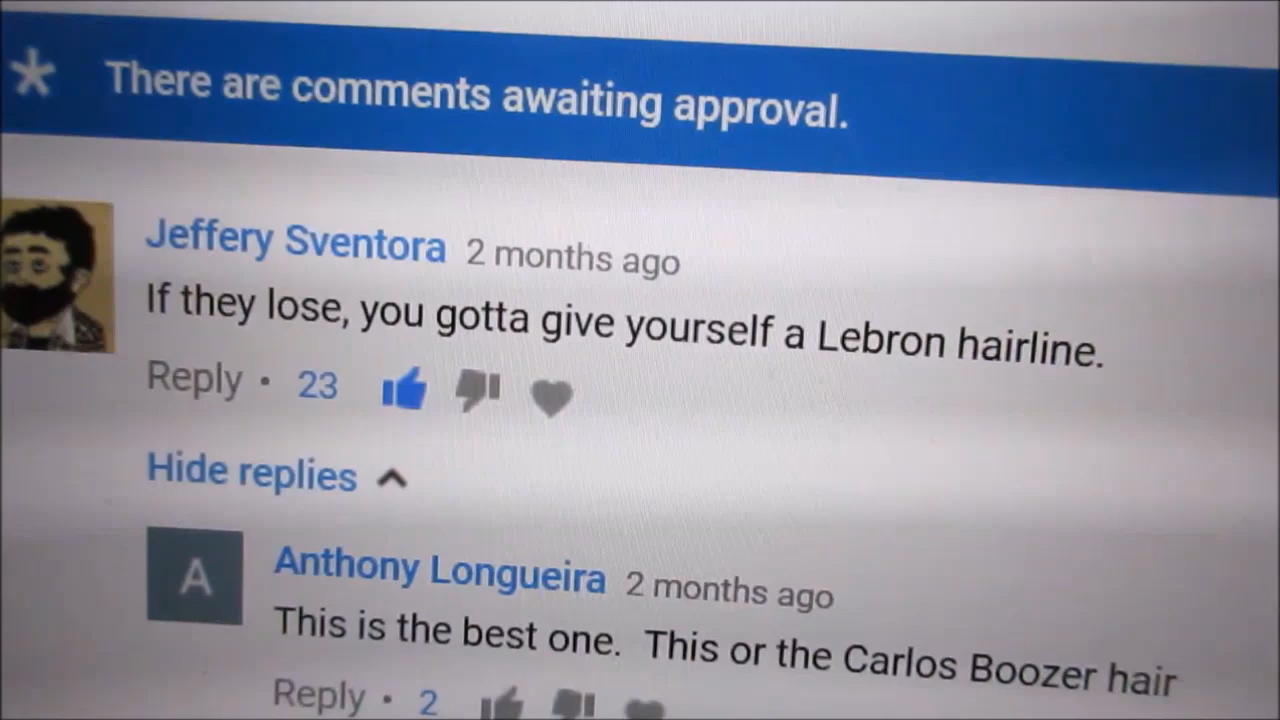 * There are comments awaiting approval.
Jeffery Sventora 2 months ago
If they lose, you gotta give yourself a Lebron hairline.
Reply • 23
Hide replies
A
Anthony Longueira 2 months ago
This is the best one. This or the Carlos Boozer hair
Reply • 2